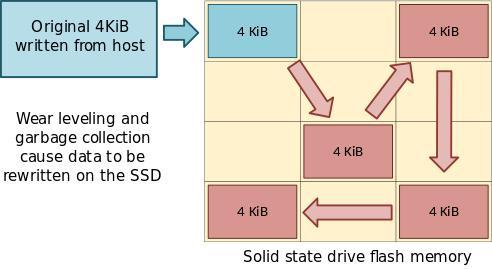 Original 4KiB
written from host
4 KiB
4 KiB
Wear leveling and
garbage collection
cause data to be
rewritten on the SSD
4 KiB
4 KiB
4 KiB
Solid state drive flash memory